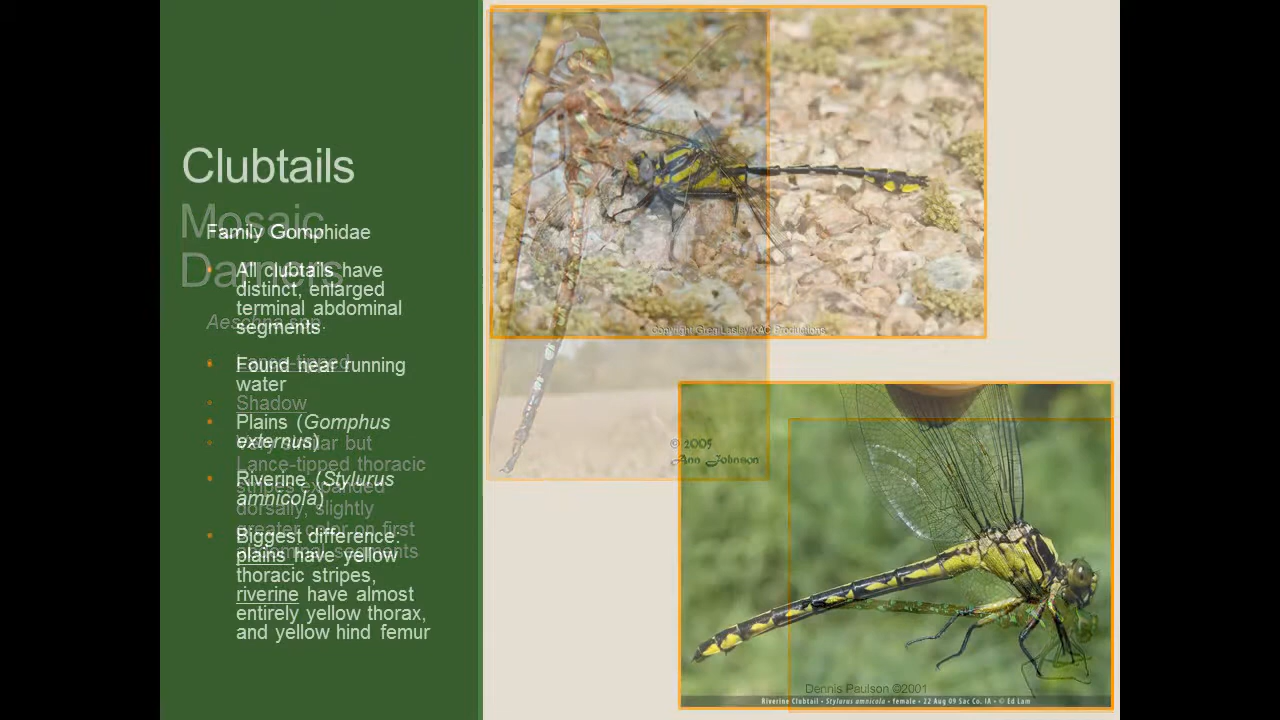 Clubtails
Mosaic
Darners
Family Gomphidae
All clubtails have
distinct, enlarged
terminal abdominal
segments
Aeschna spp.
Lance-tipped
Found near running
water
Shadow
Plains (Gomphus
externus)
Very similar but
Lance-tipped thoracic
stripes expanded
dorsally, slightly
greater color on first
abdominal segments
Riverine (Stylurus
amnicola)
Biggest difference:
plains have yellow
thoracic stripes,
riverine have almost
entirely yellow thorax,
and yellow hind femur
Copyright Greg Lasley/KAC Productions
© 2005
Ann Johnson
Dennis Paulson ©2001
Riverine Clubtail • Stylurus amnicola • female • 22 Aug 09 Sac Co. IA • © Ed Lam